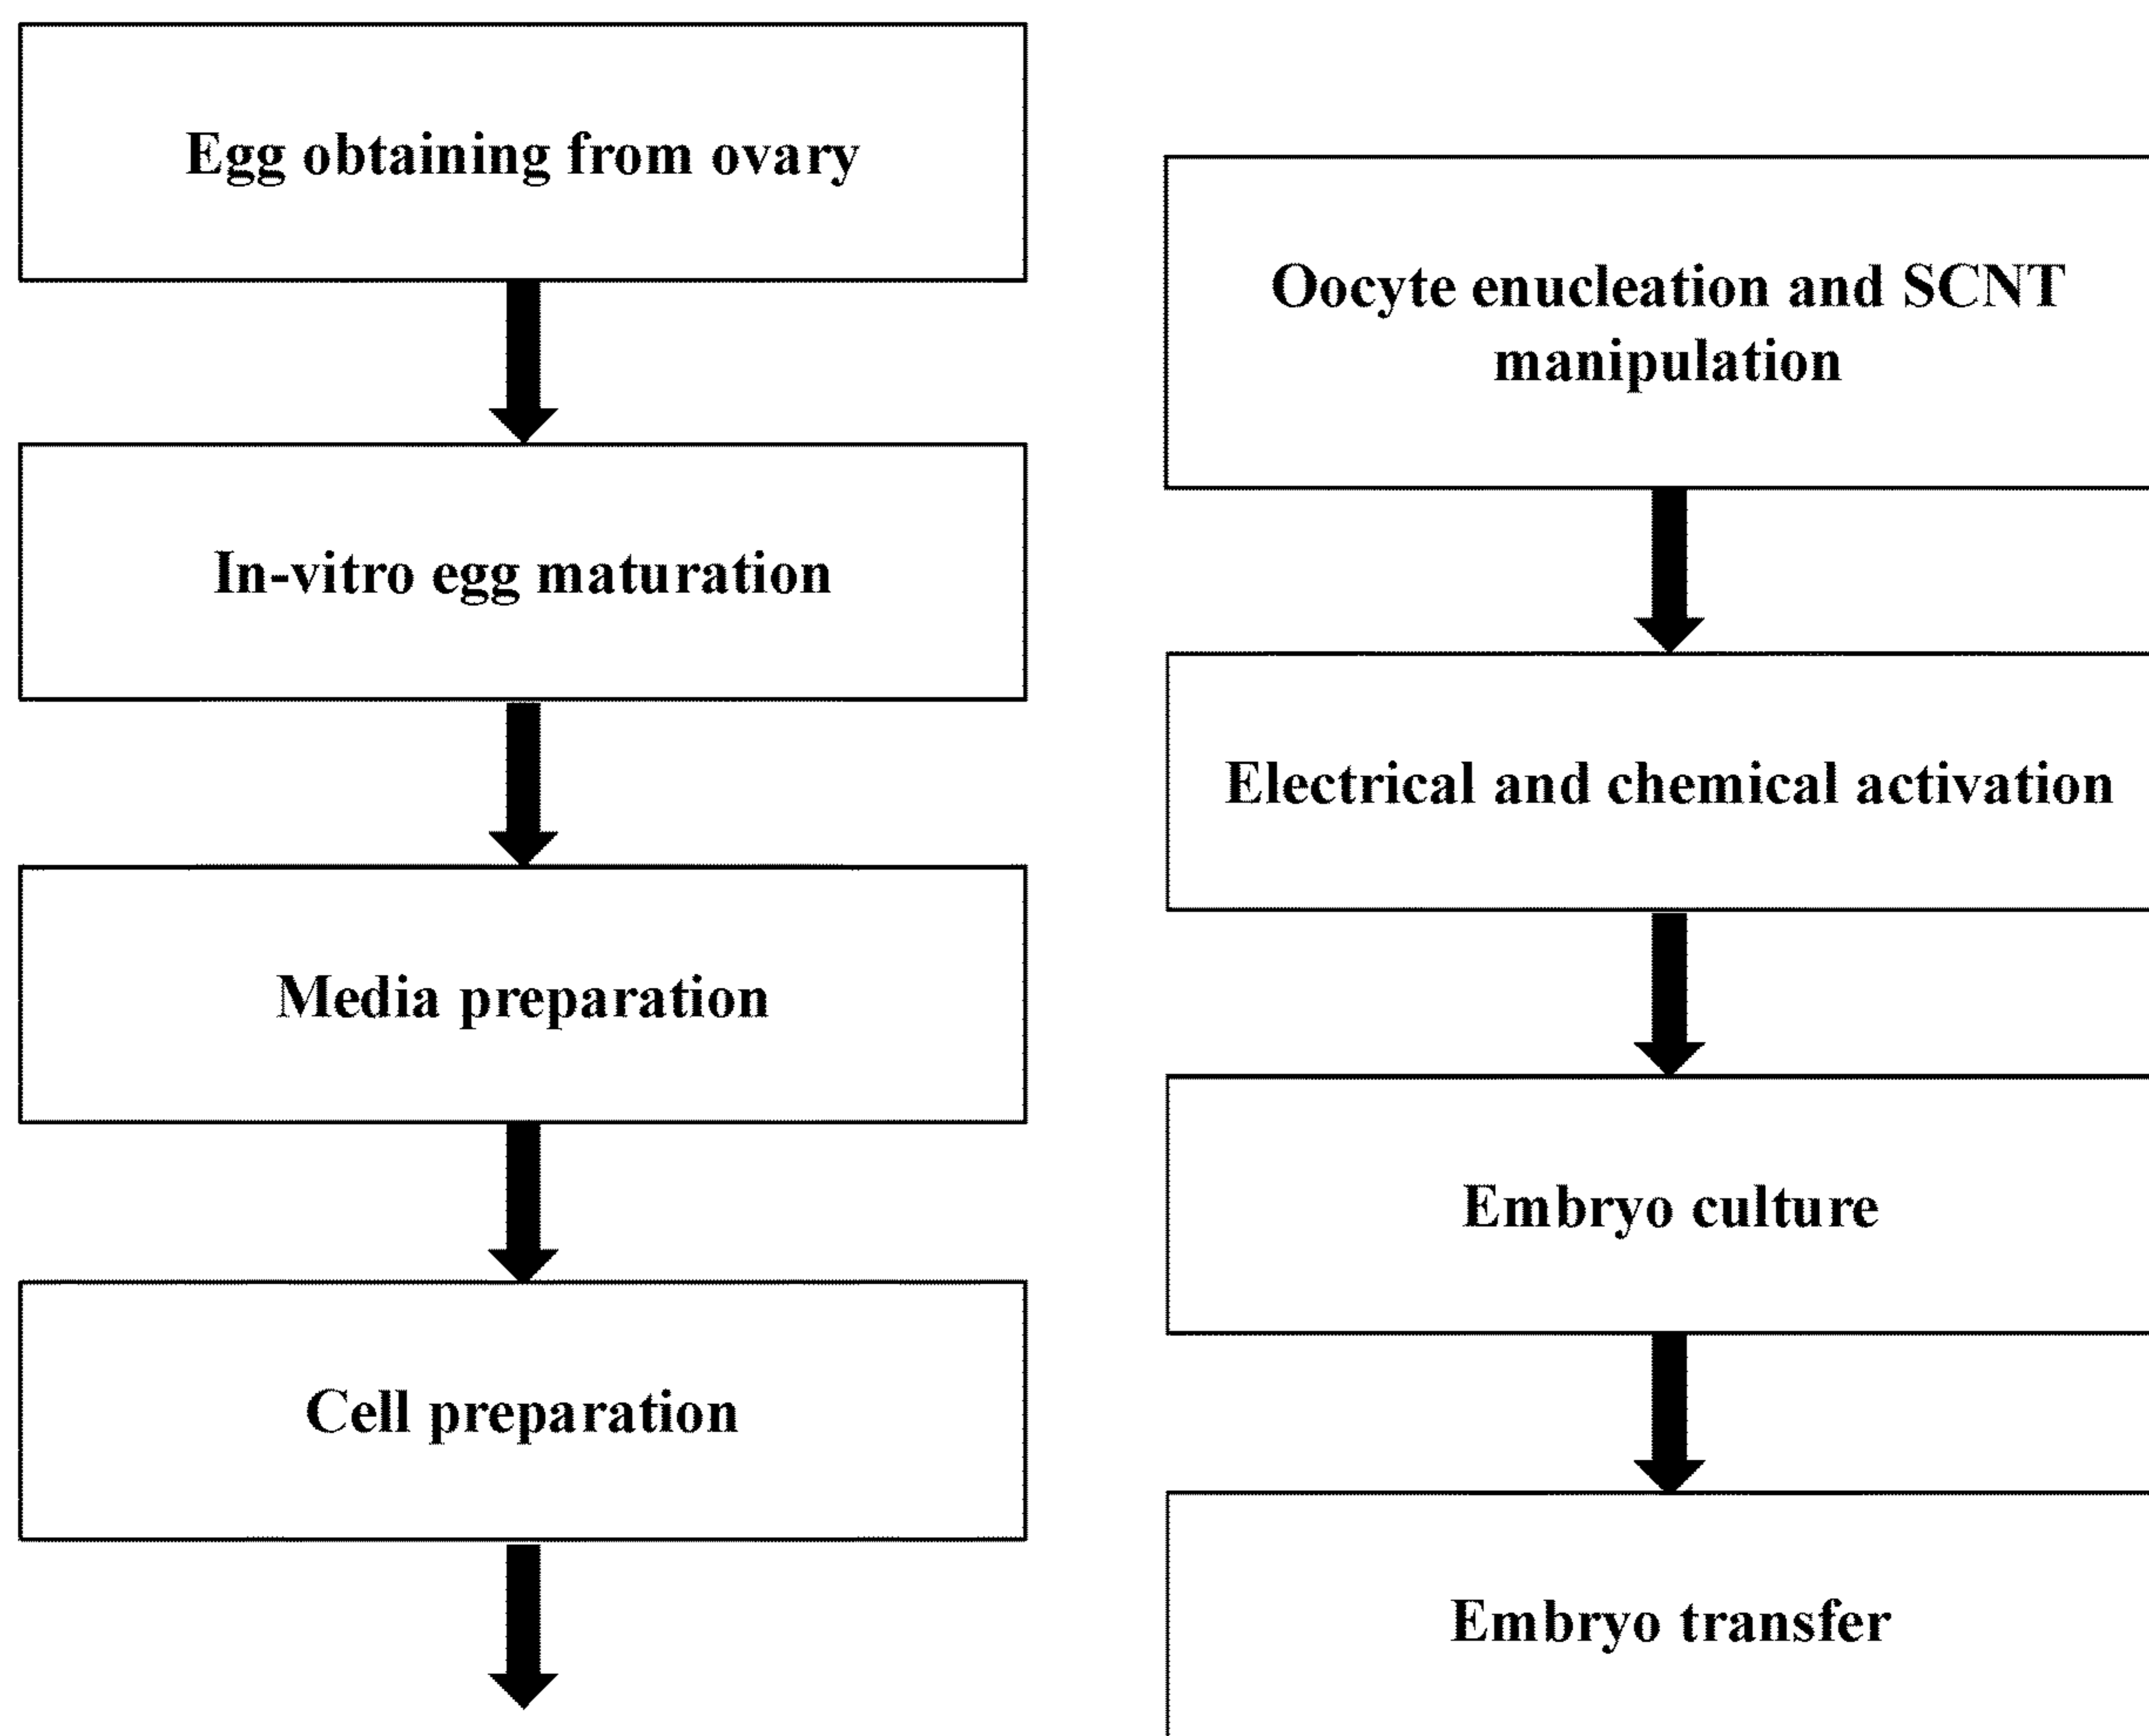 Egg obtaining from ovary
In-vitro egg maturation
Media preparation
Cell preparation
Oocyte enucleation and SCNT
manipulation
Electrical and chemical activation
Embryo culture
Embryo transfer